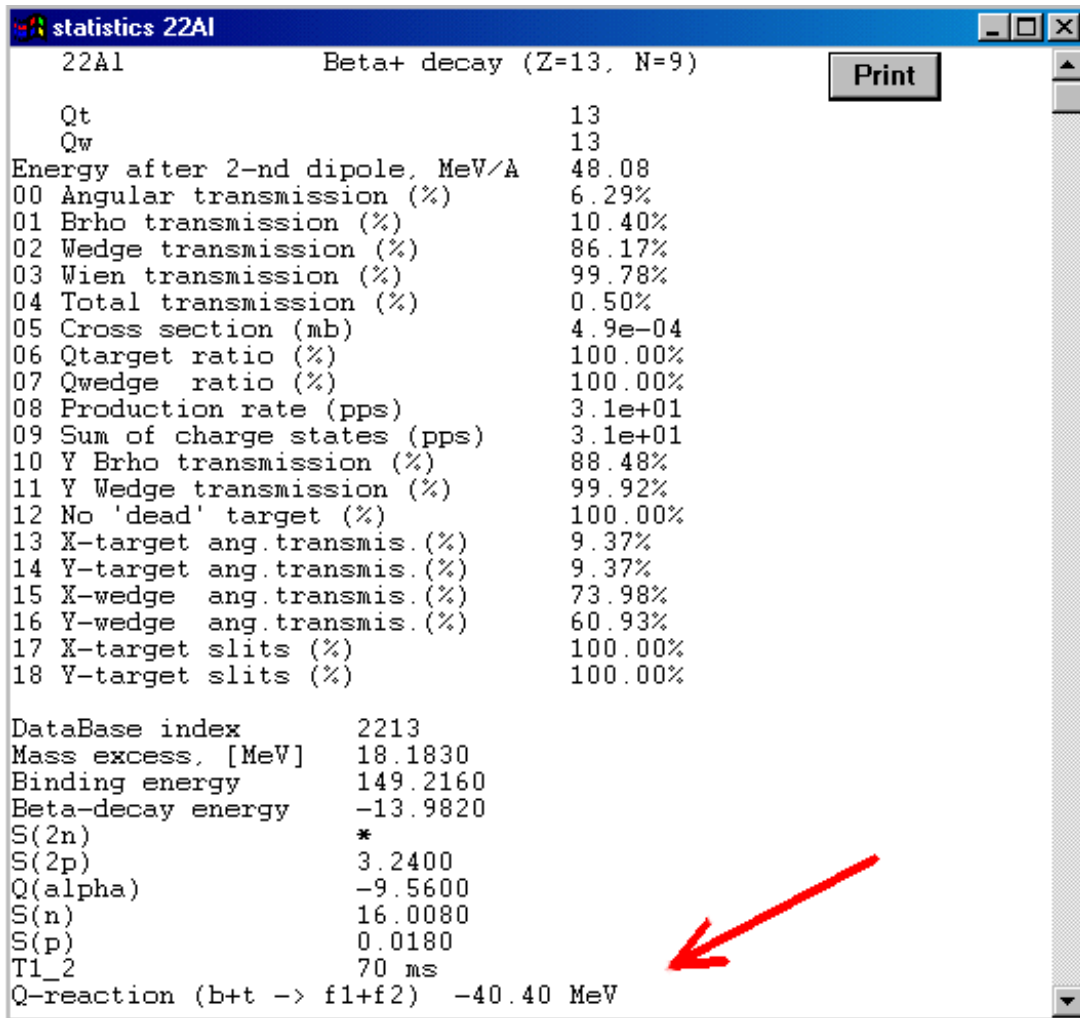 statistics 22Al
22Al Beta+ decay (Z=13, N=9)
Print
Qt 13
Qw 13
Energy after 2-nd dipole, MeV/A 48.08
00 Angular transmission (%) 6.29%
01 Brho transmission (%) 10.40%
02 Wedge transmission (%) 86.17%
03 Wien transmission (%) 99.78%
04 Total transmission (%) 0.50%
05 Cross section (mb) 4.9e-04
06 Qtarget ratio (%) 100.00%
07 Qwedge ratio (%) 100.00%
08 Production rate (pps) 3.1e+01
09 Sum of charge states (pps) 3.1e+01
10 Y Brho transmission (%) 88.48%
11 Y Wedge transmission (%) 99.92%
12 No 'dead' target (%) 100.00%
13 X-target ang.transmis.(%) 9.37%
14 Y-target ang.transmis.(%) 9.37%
15 X-wedge ang.transmis.(%) 73.98%
16 Y-wedge ang.transmis.(%) 60.93%
17 X-target slits (%) 100.00%
18 Y-target slits (%) 100.00%
DataBase index 2213
Mass excess, [MeV] 18.1830
Binding energy 149.2160
Beta-decay energy -13.9820
S(2n) *
S(2p) 3.2400
Q(alpha) -9.5600
S(n) 16.0080
S(p) 0.0180
T1_2 70 ms
Q-reaction (b+t -> f1+f2) -40.40 MeV